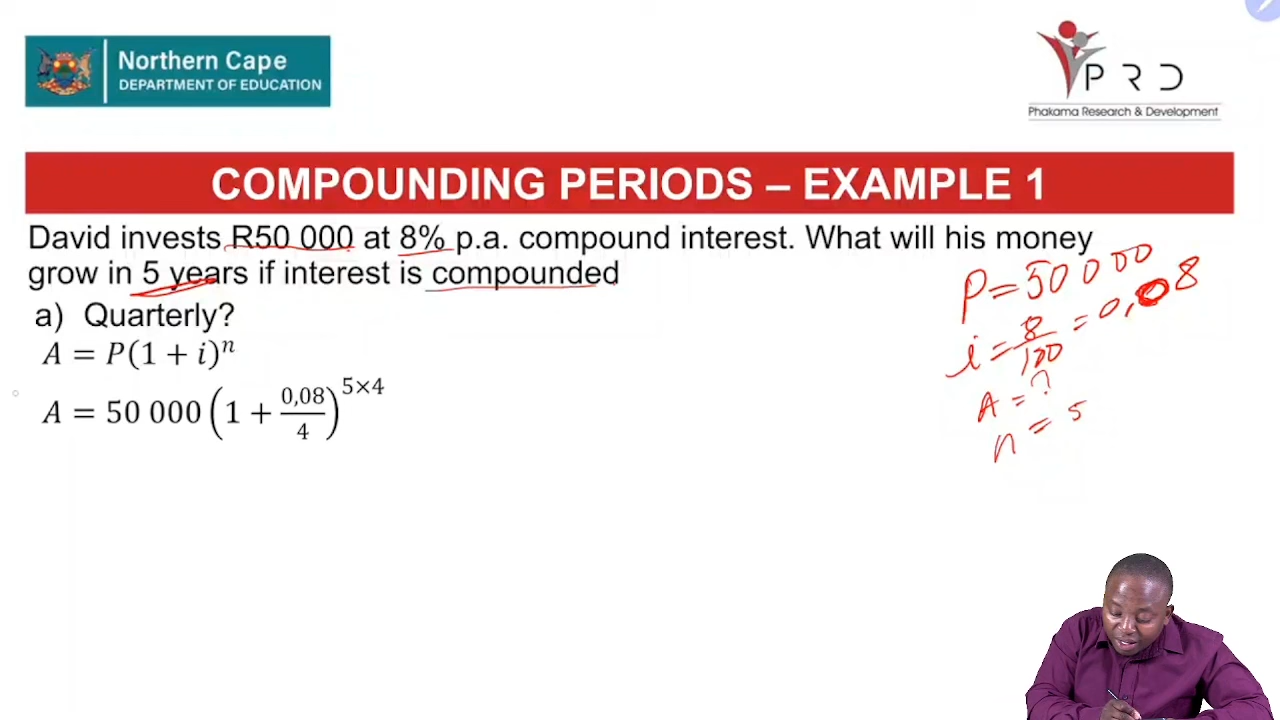 Northern Cape
DEPARTMENT OF EDUCATION
PRD
Phakama Research & Development
COMPOUNDING PERIODS – EXAMPLE 1
David invests R50 000 at 8% p.a. compound interest. What will his money
grow in 5 years if interest is compounded
a) Quarterly?
A = P(1 + i)ⁿ
A = 50 000 (1 + 0,08/4)^5×4
P = 50 000
i = 8/100 = 0,08
A = ?
n = 5